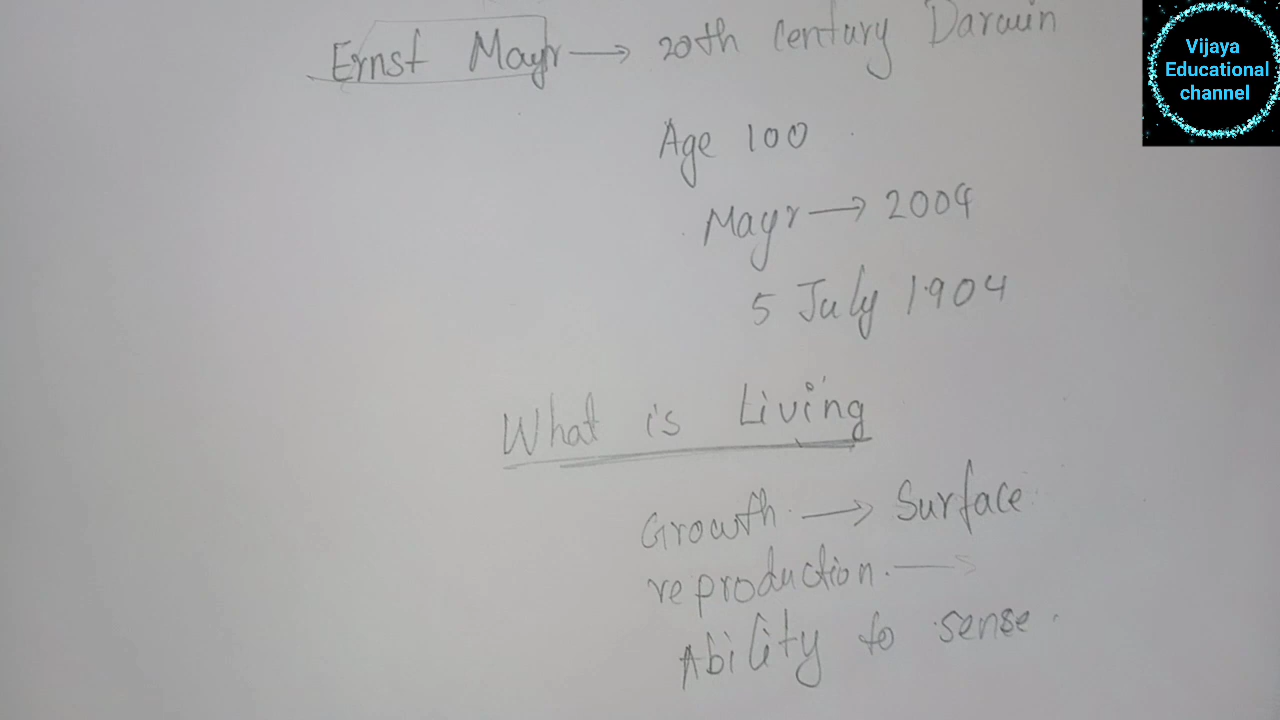 Ernst Mayr → 20th century Darwin
Age 100
Mayr → 2004
5 July 1904
What is Living
Growth → Surface
reproduction. →
Ability to sense.
Vijaya
Educational
channel